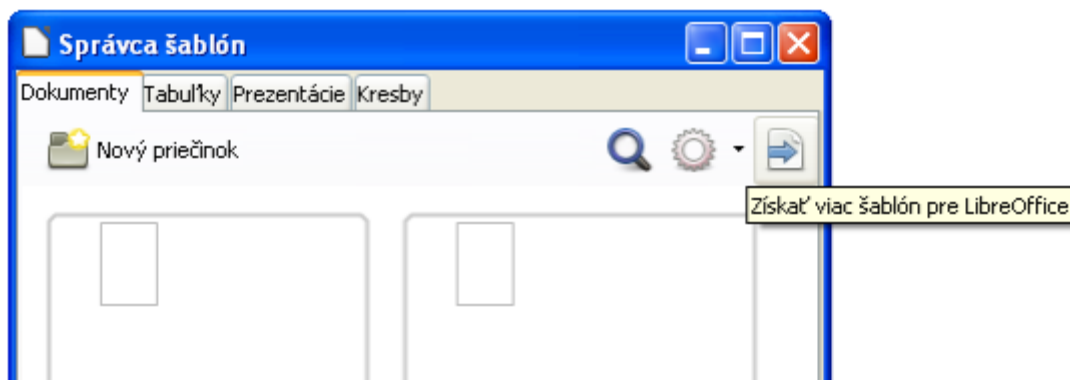 Správca šablón
Dokumenty Tabuľky Prezentácie Kresby
Nový priečinok
Získať viac šablón pre LibreOffice